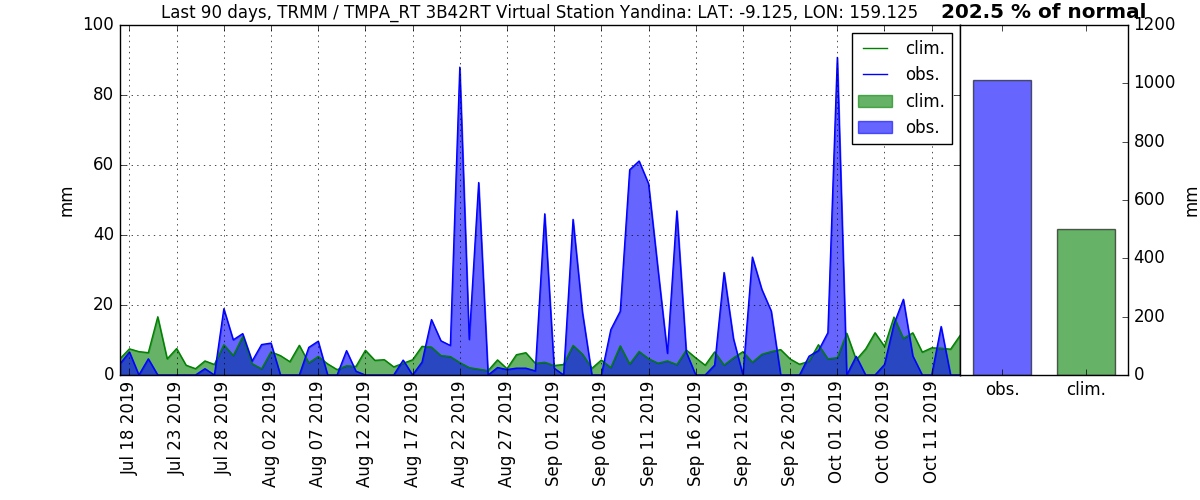 Last 90 days, TRMM / TMPA_RT 3B42RT Virtual Station Yandina: LAT: -9.125, LON: 159.125 202.5 % of normal
100
80
60
40
20
0
mm
clim.
obs.
clim.
obs.
1200
1000
800
600
400
200
0
mm
obs. clim.
Jul 18 2019
Jul 23 2019
Jul 28 2019
Aug 02 2019
Aug 07 2019
Aug 12 2019
Aug 17 2019
Aug 22 2019
Aug 27 2019
Sep 01 2019
Sep 06 2019
Sep 11 2019
Sep 16 2019
Sep 21 2019
Sep 26 2019
Oct 01 2019
Oct 06 2019
Oct 11 2019